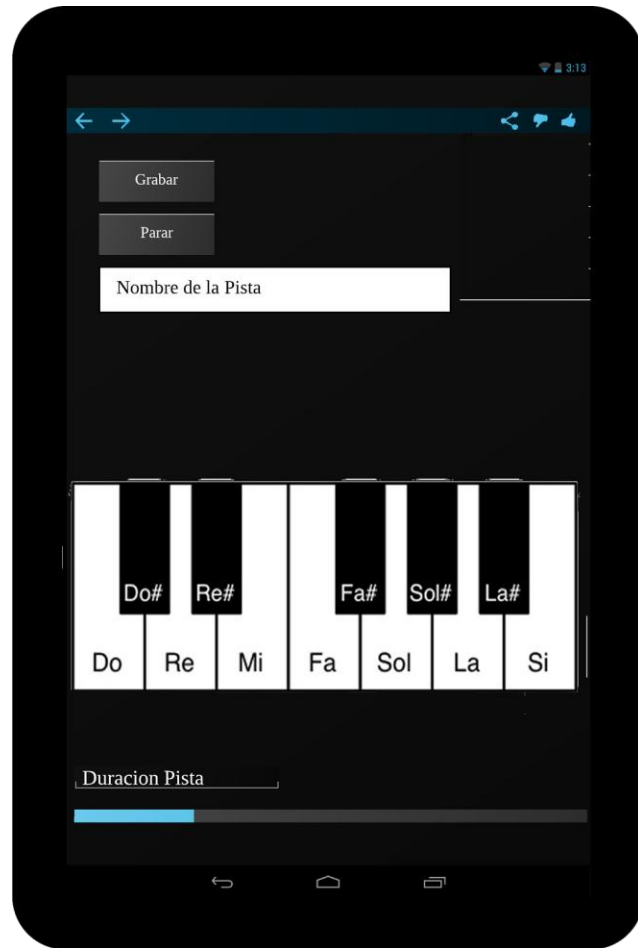 3:13
Grabar
Parar
Nombre de la Pista
Do# Re# Fa# Sol# La#
Do Re Mi Fa Sol La Si
Duracion Pista